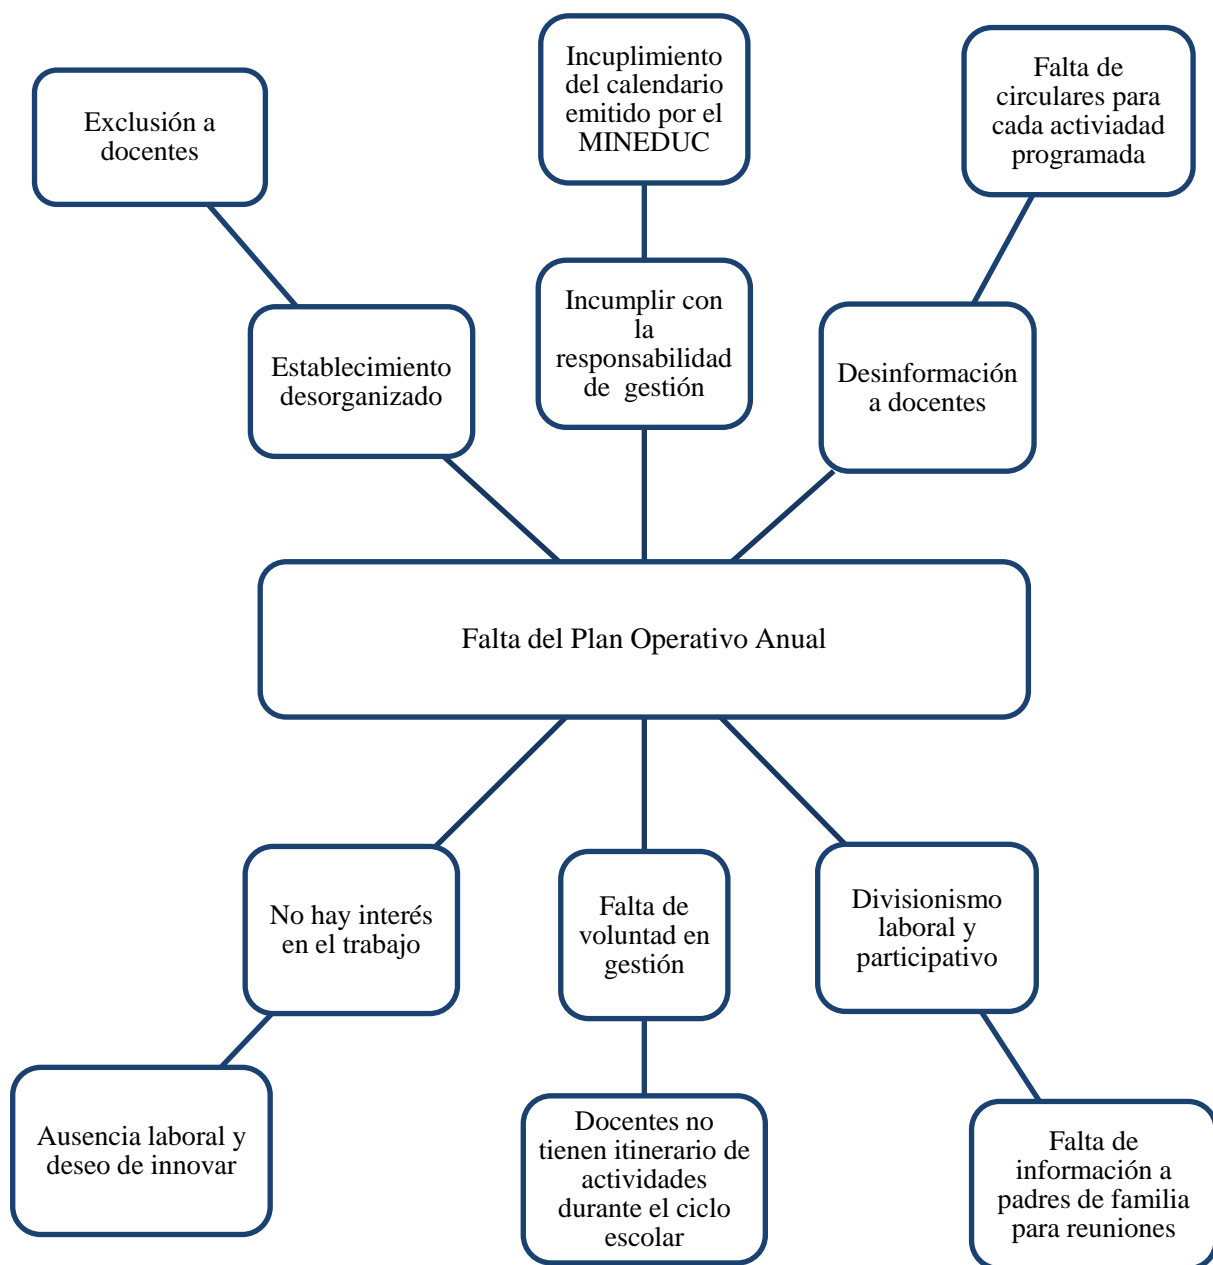 Exclusión a
docentes
Incuplimiento
del calendario
emitido por el
MINEDUC
Falta de
circulares para
cada activiadad
programada
Establecimiento
desorganizado
Incumplir con
la
responsabilidad
de  gestión
Desinformación
a docentes
Falta del Plan Operativo Anual
No hay interés
en el trabajo
Falta de
voluntad en
gestión
Divisionismo
laboral y
participativo
Ausencia laboral y
deseo de innovar
Docentes no
tienen itinerario de
actividades
durante el ciclo
escolar
Falta de
información a
padres de familia
para reuniones